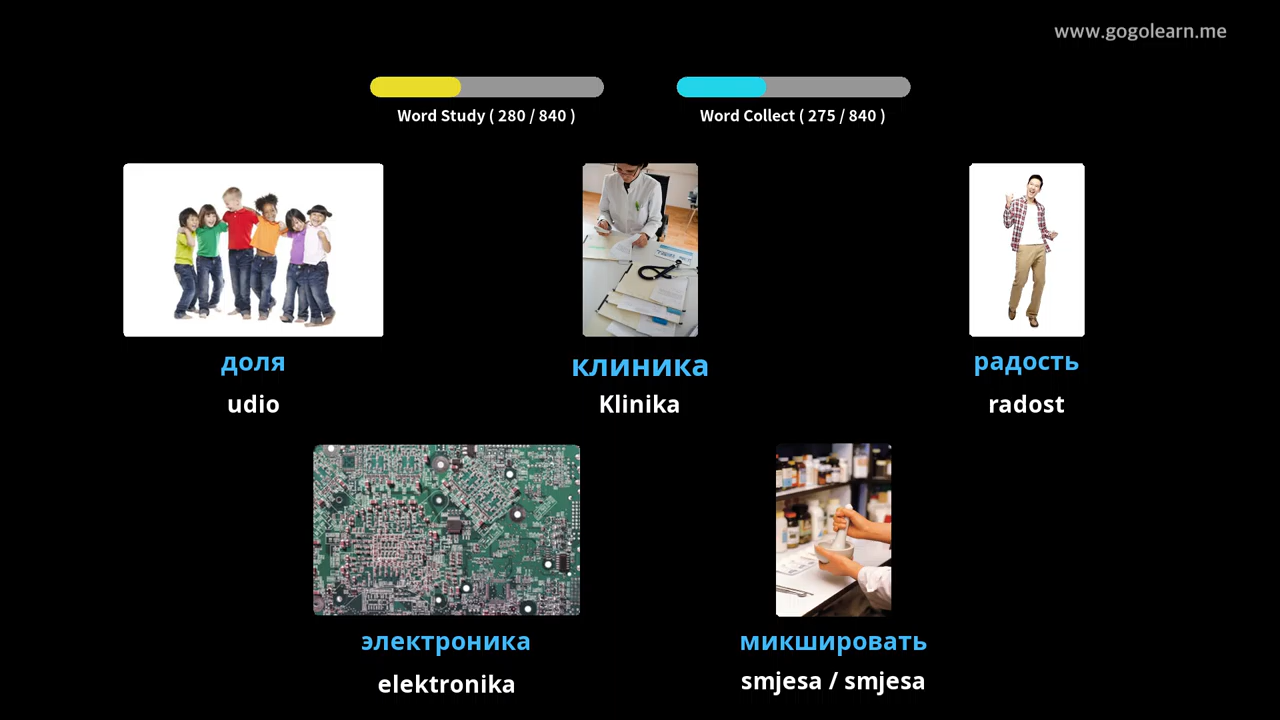 www.gogolearn.me
Word Study ( 280 / 840 )
Word Collect ( 275 / 840 )
доля
udio
клиника
Klinika
радость
radost
электроника
elektronika
микшировать
smjesa / smjesa